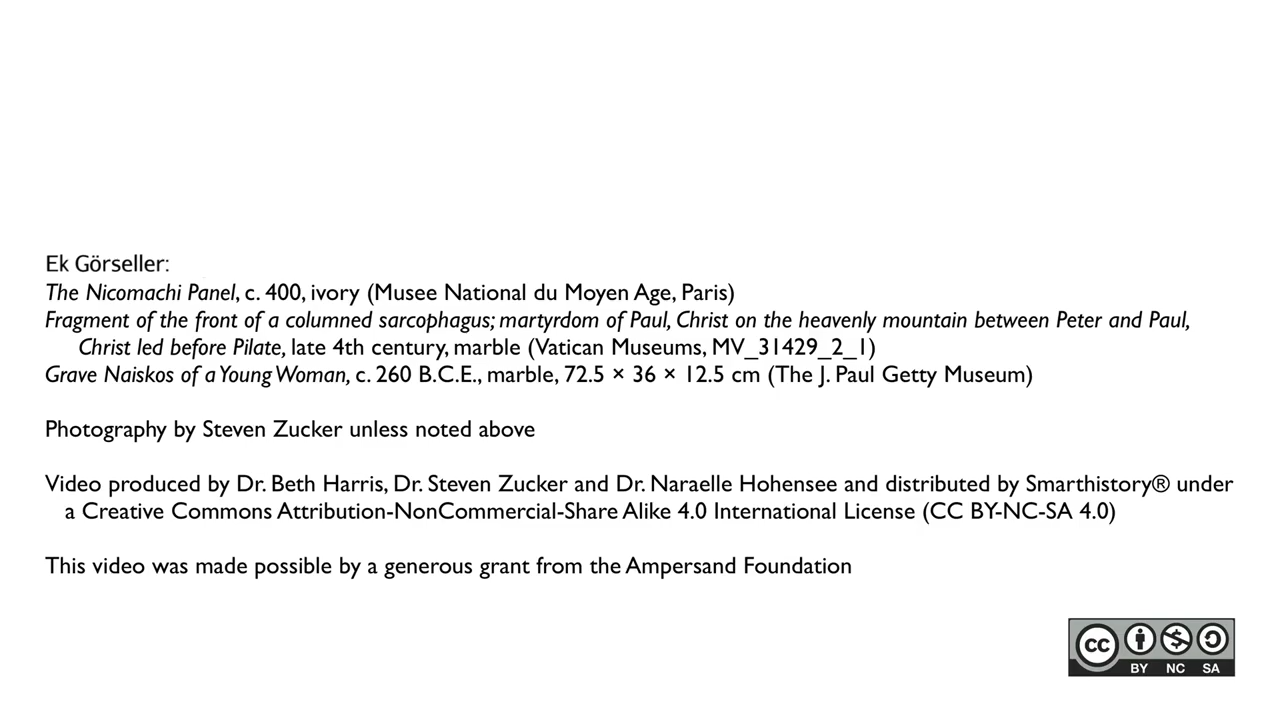 Ek Görseller:
The Nicomachi Panel, c. 400, ivory (Musee National du Moyen Age, Paris)
Fragment of the front of a columned sarcophagus; martyrdom of Paul, Christ on the heavenly mountain between Peter and Paul,
Christ led before Pilate, late 4th century, marble (Vatican Museums, MV_31429_2_1)
Grave Naiskos of a Young Woman, c. 260 B.C.E., marble, 72.5 × 36 × 12.5 cm (The J. Paul Getty Museum)
Photography by Steven Zucker unless noted above
Video produced by Dr. Beth Harris, Dr. Steven Zucker and Dr. Naraelle Hohensee and distributed by Smarthistory® under
a Creative Commons Attribution-NonCommercial-Share Alike 4.0 International License (CC BY-NC-SA 4.0)
This video was made possible by a generous grant from the Ampersand Foundation
cc
BY NC SA